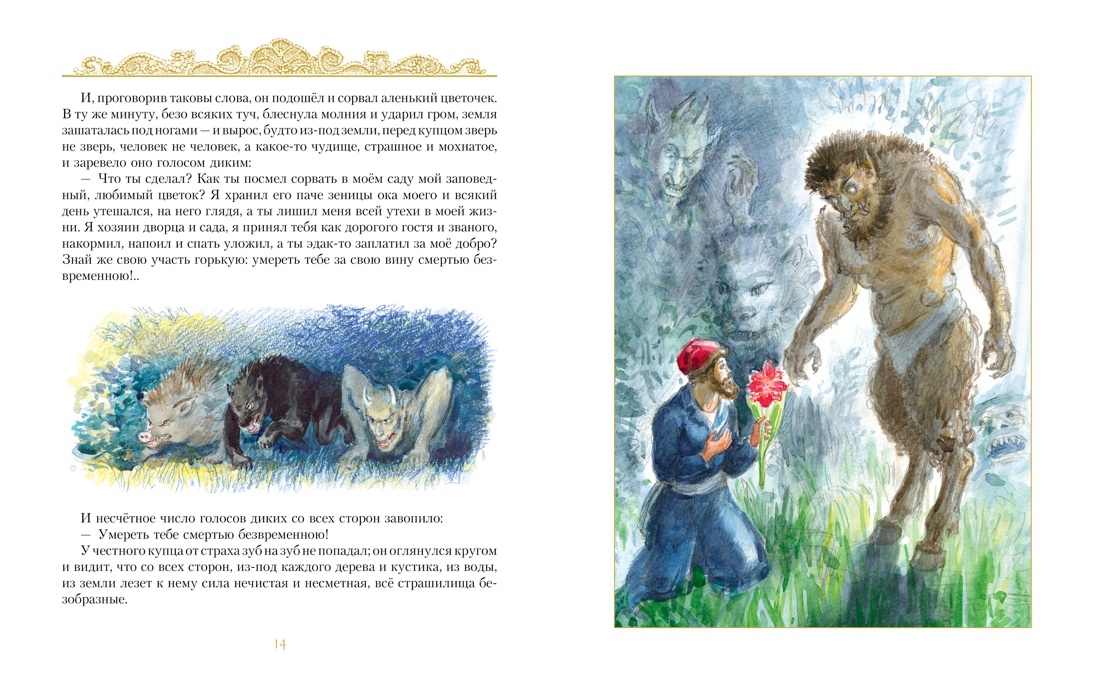 И, проговорив таковы слова, он подошёл и сорвал аленький цветочек.
В ту же минуту, безо всяких туч, блеснула молния и ударил гром, земля
зашаталась под ногами — и вырос, будто из-под земли, перед купцом зверь
не зверь, человек не человек, а какое-то чудище, страшное и мохнатое,
и заревело оно голосом диким:
— Что ты сделал? Как ты посмел сорвать в моём саду мой заповед-
ный, любимый цветок? Я хранил его паче зеницы ока моего и всякий
день утешался, на него глядя, а ты лишил меня всей утехи в моей жиз-
ни. Я хозяин дворца и сада, я принял тебя как дорогого гостя и званого,
накормил, напоил и спать уложил, а ты эдак-то заплатил за моё добро?
Знай же свою участь горькую: умереть тебе за свою вину смертью без-
временною!..
И несчётное число голосов диких со всех сторон завопило:
— Умереть тебе смертью безвременною!
У честного купца от страха зуб на зуб не попадал; он оглянулся кругом
и видит, что со всех сторон, из-под каждого дерева и кустика, из воды,
из земли лезет к нему сила нечистая и несметная, всё страшилища бе-
зобразные.
14